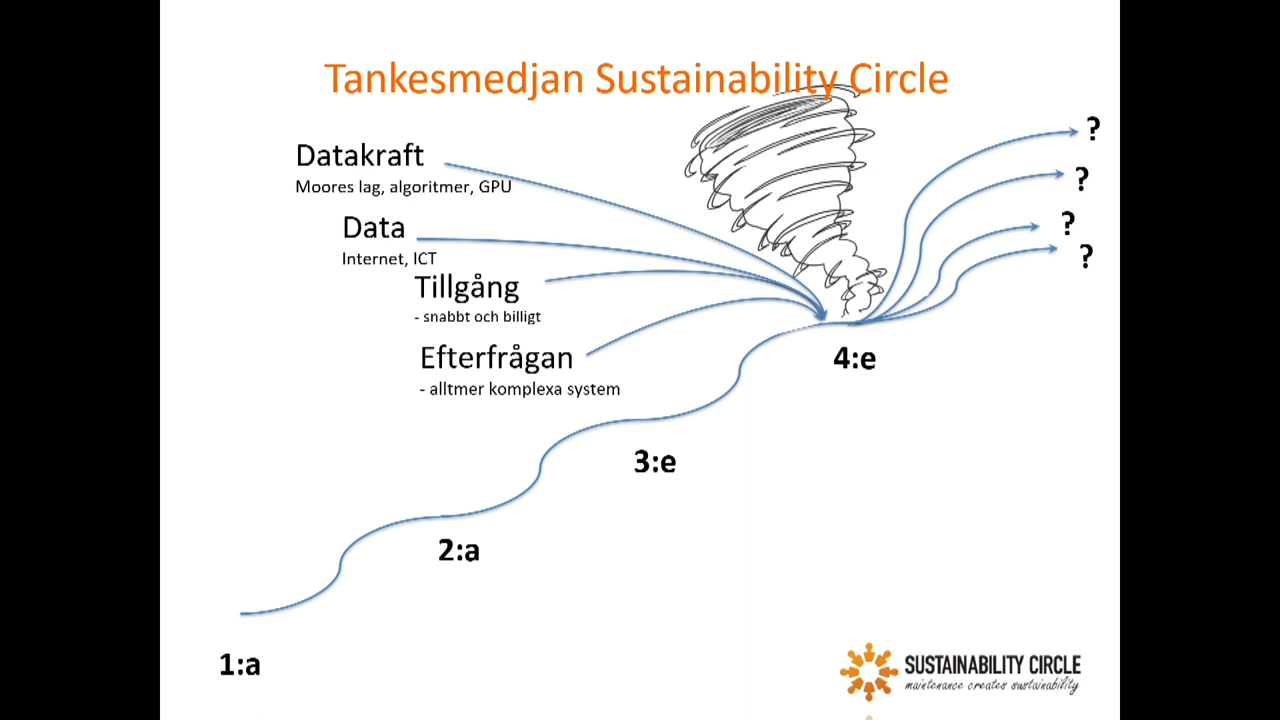 Tankesmedjan Sustainability Circle
Datakraft
Moores lag, algoritmer, GPU
Data
Internet, ICT
Tillgång
- snabbt och billigt
Efterfrågan
- alltmer komplexa system
?
?
?
?
4:e
3:e
2:a
1:a
SUSTAINABILITY CIRCLE
maintenance creates sustainability